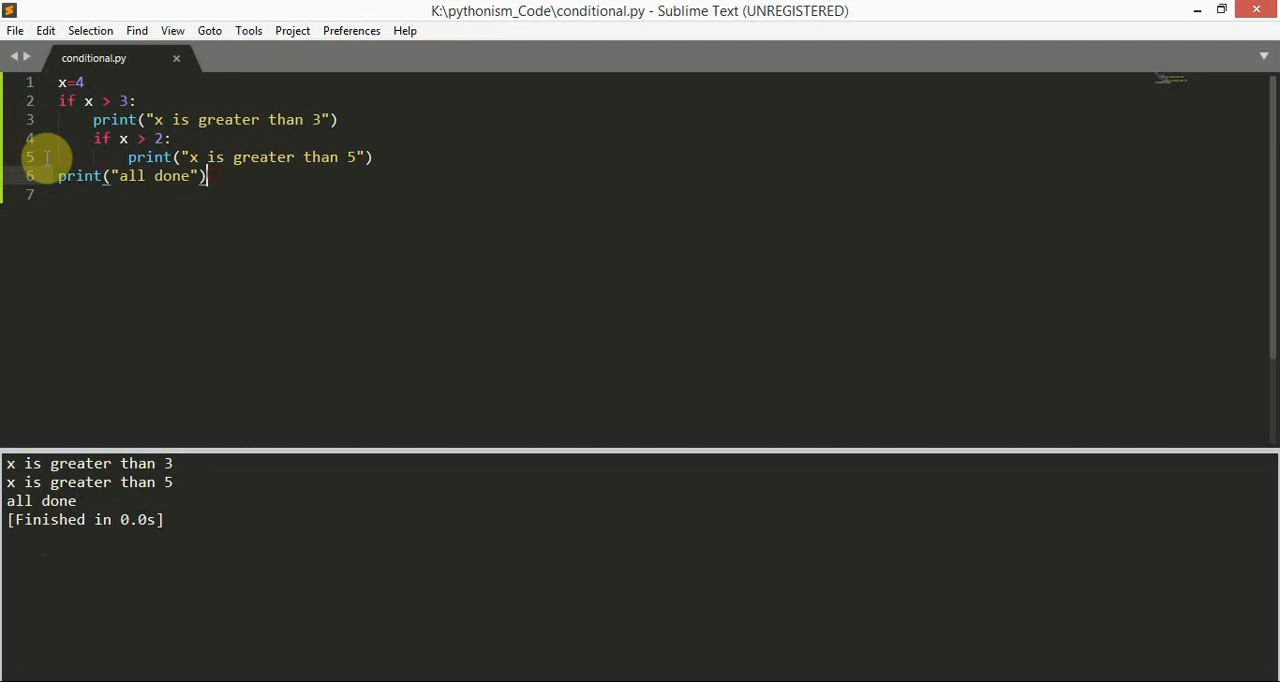 K:\pythonism_Code\conditional.py - Sublime Text (UNREGISTERED)
File Edit Selection Find View Goto Tools Project Preferences Help
conditional.py
1 x=4
2 if x > 3:
3     print("x is greater than 3")
4     if x > 2:
5         print("x is greater than 5")
6 print("all done")
7
x is greater than 3
x is greater than 5
all done
[Finished in 0.0s]